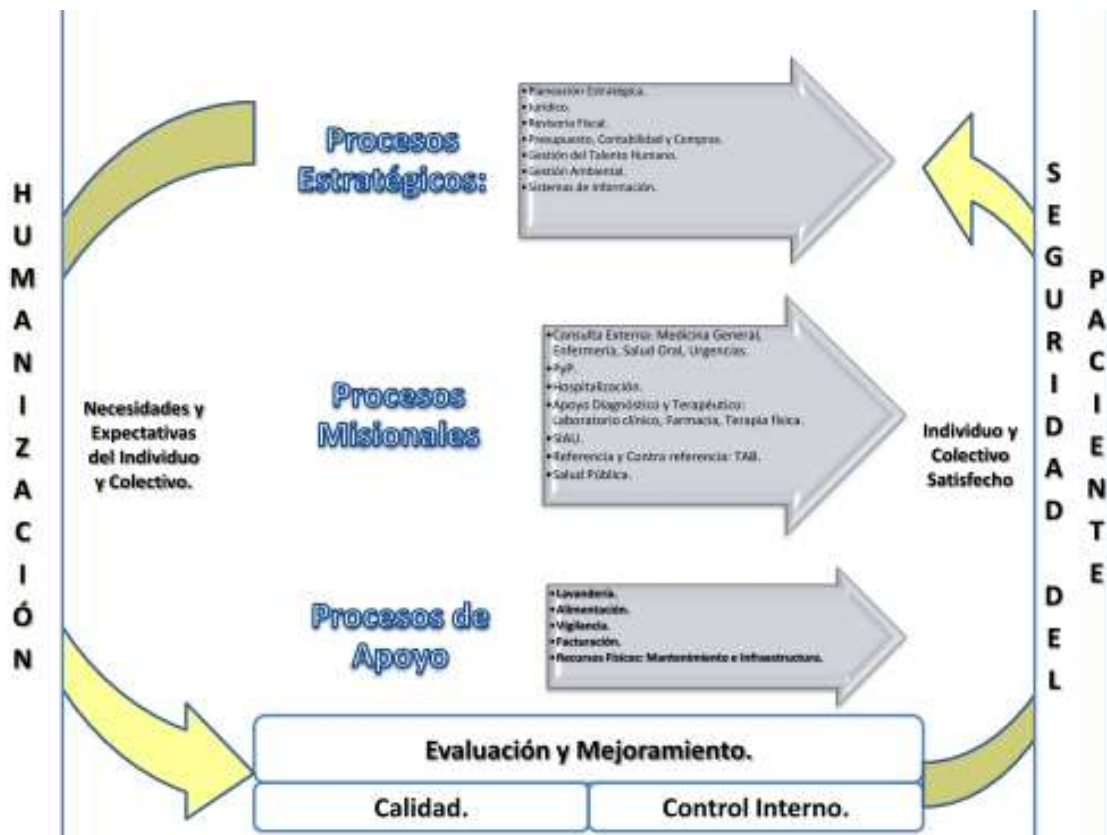 HUMANIZACIÓN
Necesidades y
Expectativas
del Individuo
y Colectivo.
Procesos
Estratégicos:
•Planeación Estratégica.
•Jurídico.
•Revisoría Fiscal.
•Presupuesto, Contabilidad y Compras.
•Gestión del Talento Humano.
•Gestión Ambiental.
•Sistemas de Información.
Procesos
Misionales
•Consulta Externa: Medicina General,
Enfermería, Salud Oral, Urgencias.
•PyP.
•Hospitalización.
•Apoyo Diagnóstico y Terapéutico:
Laboratorio clínico, Farmacia, Terapia física.
•SIAU.
•Referencia y Contra referencia: TAB.
•Salud Pública.
Procesos de
Apoyo
•Lavandería.
•Alimentación.
•Vigilancia.
•Facturación.
•Recursos Físicos: Mantenimiento e Infraestructura.
Individuo y
Colectivo
Satisfecho
SEGURIDAD DEL
PACIENTE
Evaluación y Mejoramiento.
Calidad.
Control Interno.